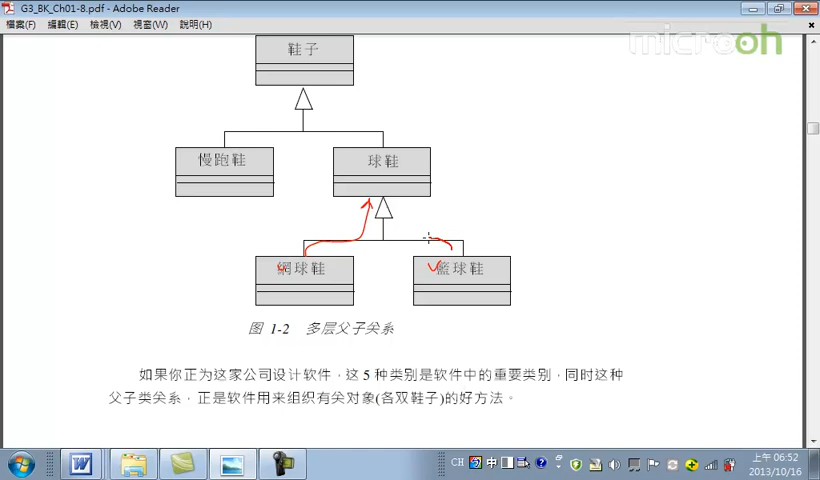 G3_BK_Ch01-8.pdf - Adobe Reader
檔案(F) 編輯(E) 檢視(V) 視窗(W) 說明(H)
microoh
鞋子
慢跑鞋 球鞋
網球鞋 籃球鞋
图 1-2 多层父子关系
如果你正为这家公司设计软件，这 5 种类别是软件中的重要类别，同时这种
父子类关系，正是软件用来组织有关对象(各双鞋子)的好方法。
CH 中
上午 06:52
2013/10/16